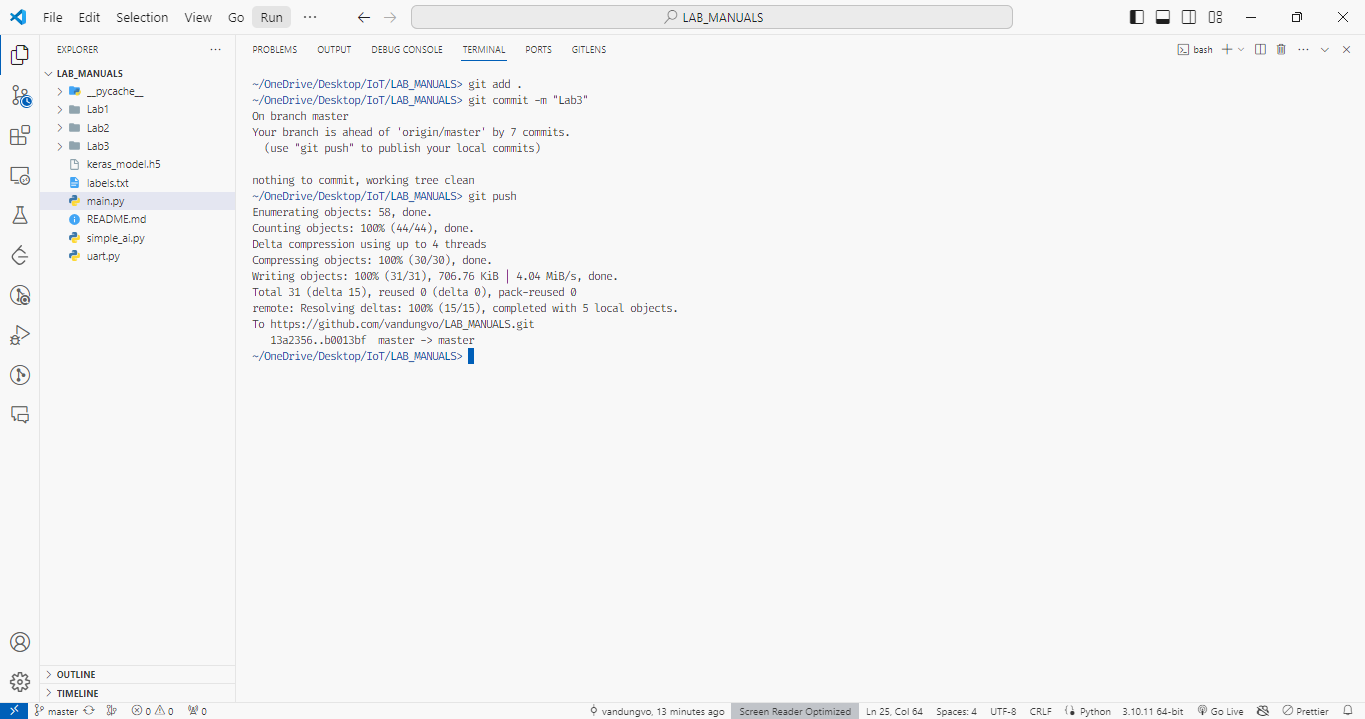 File Edit Selection View Go Run ··· LAB_MANUALS
EXPLORER ···
LAB_MANUALS
__pycache__
Lab1
Lab2
Lab3
keras_model.h5
labels.txt
main.py
README.md
simple_ai.py
uart.py
OUTLINE
TIMELINE
PROBLEMS OUTPUT DEBUG CONSOLE TERMINAL PORTS GITLENS bash
~/OneDrive/Desktop/IoT/LAB_MANUALS> git add .
~/OneDrive/Desktop/IoT/LAB_MANUALS> git commit -m "Lab3"
On branch master
Your branch is ahead of 'origin/master' by 7 commits.
(use "git push" to publish your local commits)
nothing to commit, working tree clean
~/OneDrive/Desktop/IoT/LAB_MANUALS> git push
Enumerating objects: 58, done.
Counting objects: 100% (44/44), done.
Delta compression using up to 4 threads
Compressing objects: 100% (30/30), done.
Writing objects: 100% (31/31), 706.76 KiB | 4.04 MiB/s, done.
Total 31 (delta 15), reused 0 (delta 0), pack-reused 0
remote: Resolving deltas: 100% (15/15), completed with 5 local objects.
To https://github.com/vandungvo/LAB_MANUALS.git
13a2356..b0013bf  master -> master
~/OneDrive/Desktop/IoT/LAB_MANUALS>
master 0 0 0 vandungvo, 13 minutes ago Screen Reader Optimized Ln 25, Col 64 Spaces: 4 UTF-8 CRLF Python 3.10.11 64-bit Go Live Prettier